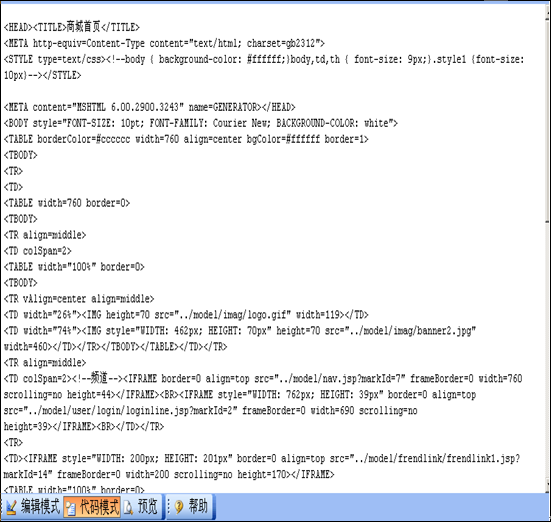 <HEAD><TITLE>商城首页</TITLE>
<META http-equiv=Content-Type content="text/html; charset=gb2312">
<STYLE type=text/css><!--body { background-color: #ffffff;}body,td,th { font-size: 9px;}.style1 {font-size:
10px}--></STYLE>
<META content="MSHTML 6.00.2900.3243" name=GENERATOR></HEAD>
<BODY style="FONT-SIZE: 10pt; FONT-FAMILY: Courier New; BACKGROUND-COLOR: white">
<TABLE borderColor=#cccccc width=760 align=center bgColor=#ffffff border=1>
<TBODY>
<TR>
<TD>
<TABLE width=760 border=0>
<TBODY>
<TR align=middle>
<TD colSpan=2>
<TABLE width="100%" border=0>
<TBODY>
<TR vAlign=center align=middle>
<TD width="26%"><IMG height=70 src="../model/imag/logo.gif" width=119></TD>
<TD width="74%"><IMG style="WIDTH: 462px; HEIGHT: 70px" height=70 src="../model/imag/banner2.jpg"
width=460></TD></TR></TBODY></TABLE></TD></TR>
<TR align=middle>
<TD colSpan=2><!--频道--><IFRAME border=0 align=top src="../model/nav.jsp?markId=7" frameBorder=0 width=760
scrolling=no height=44></IFRAME><BR><IFRAME style="WIDTH: 762px; HEIGHT: 39px" border=0 align=top
src="../model/user/login/loginline.jsp?markId=2" frameBorder=0 width=690 scrolling=no
height=39></IFRAME><BR></TD></TR>
<TR>
<TD><IFRAME style="WIDTH: 200px; HEIGHT: 201px" border=0 align=top src="../model/frendlink/frendlink1.jsp?
markId=14" frameBorder=0 width=200 scrolling=no height=170></IFRAME>
<TABLE width="100%" border=0>
编辑模式 代码模式 预览 帮助